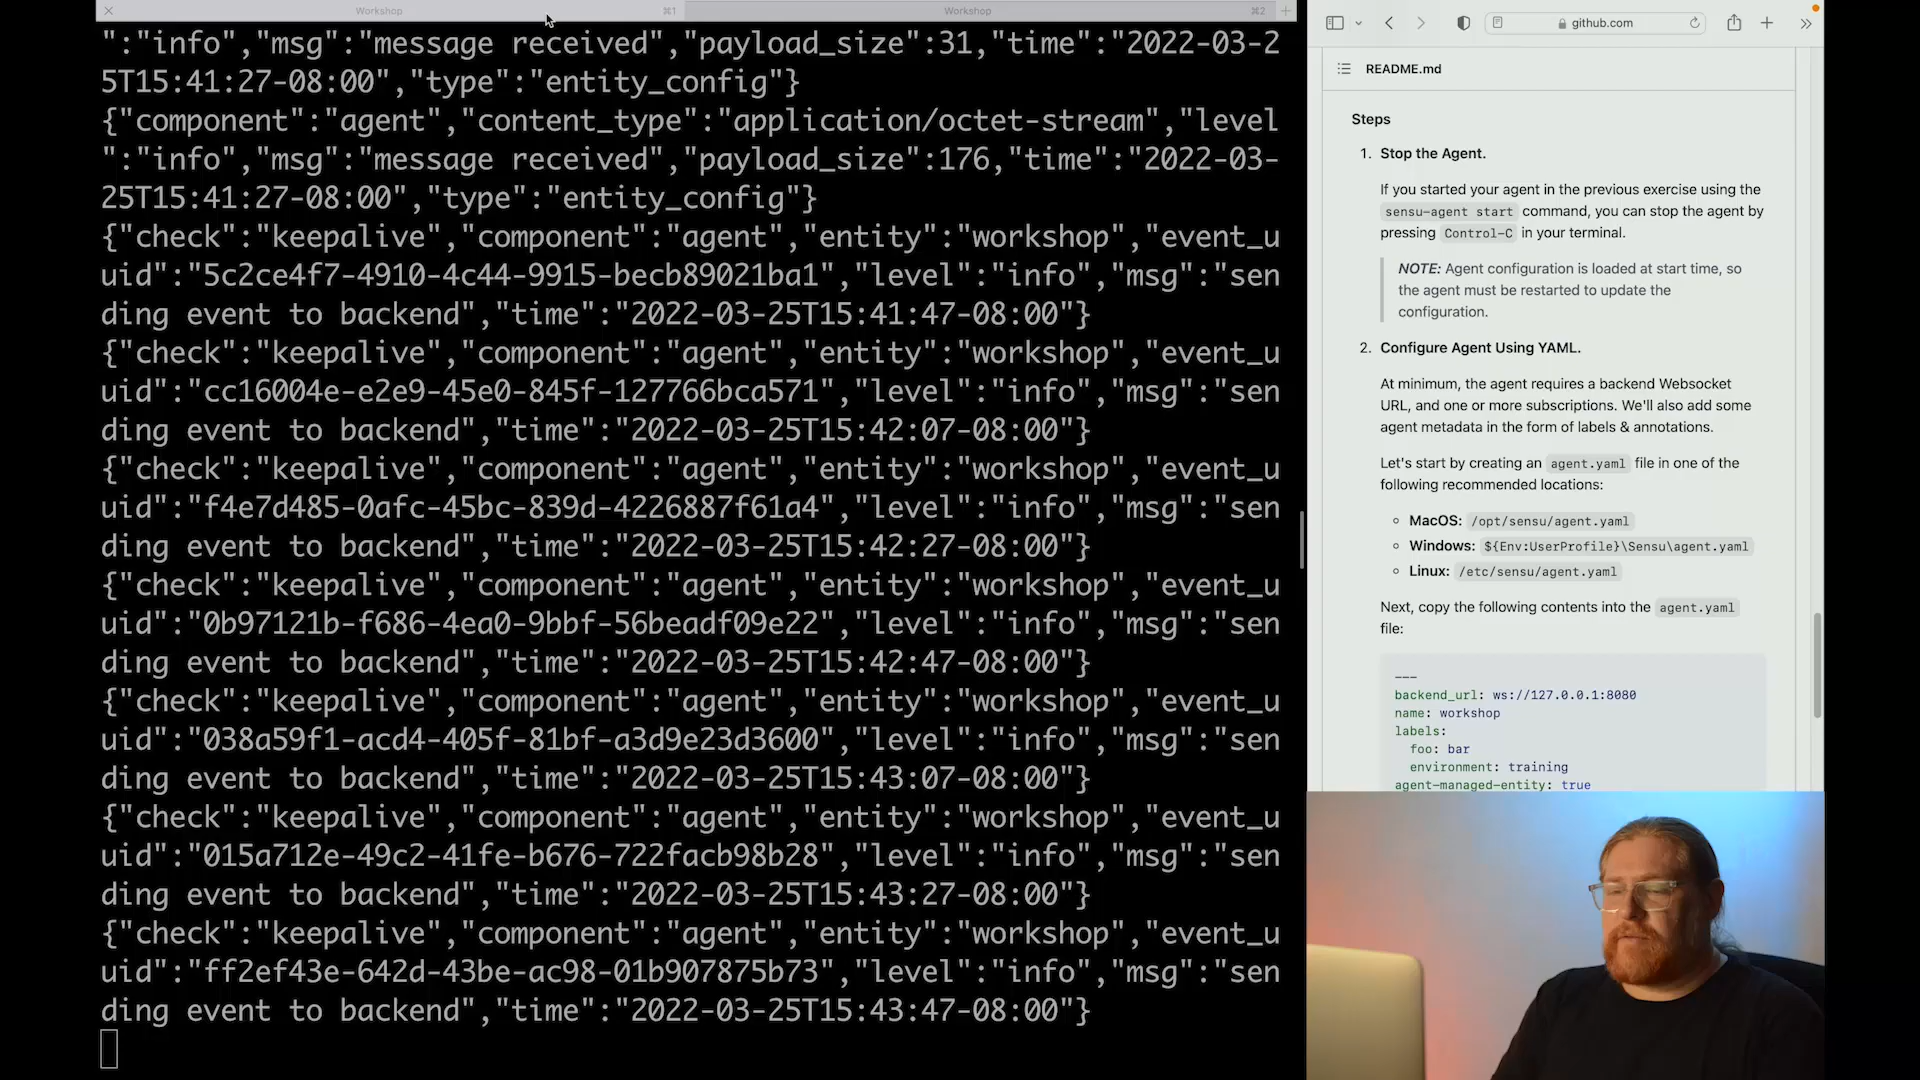 Workshop ⌘1 Workshop ⌘2
":"info","msg":"message received","payload_size":31,"time":"2022-03-2
5T15:41:27-08:00","type":"entity_config"}
{"component":"agent","content_type":"application/octet-stream","level
":"info","msg":"message received","payload_size":176,"time":"2022-03-
25T15:41:27-08:00","type":"entity_config"}
{"check":"keepalive","component":"agent","entity":"workshop","event_u
uid":"5c2ce4f7-4910-4c44-9915-becb89021ba1","level":"info","msg":"sen
ding event to backend","time":"2022-03-25T15:41:47-08:00"}
{"check":"keepalive","component":"agent","entity":"workshop","event_u
uid":"cc16004e-e2e9-45e0-845f-127766bca571","level":"info","msg":"sen
ding event to backend","time":"2022-03-25T15:42:07-08:00"}
{"check":"keepalive","component":"agent","entity":"workshop","event_u
uid":"f4e7d485-0afc-45bc-839d-4226887f61a4","level":"info","msg":"sen
ding event to backend","time":"2022-03-25T15:42:27-08:00"}
{"check":"keepalive","component":"agent","entity":"workshop","event_u
uid":"0b97121b-f686-4ea0-9bbf-56beadf09e22","level":"info","msg":"sen
ding event to backend","time":"2022-03-25T15:42:47-08:00"}
{"check":"keepalive","component":"agent","entity":"workshop","event_u
uid":"038a59f1-acd4-405f-81bf-a3d9e23d3600","level":"info","msg":"sen
ding event to backend","time":"2022-03-25T15:43:07-08:00"}
{"check":"keepalive","component":"agent","entity":"workshop","event_u
uid":"015a712e-49c2-41fe-b676-722facb98b28","level":"info","msg":"sen
ding event to backend","time":"2022-03-25T15:43:27-08:00"}
{"check":"keepalive","component":"agent","entity":"workshop","event_u
uid":"ff2ef43e-642d-43be-ac98-01b907875b73","level":"info","msg":"sen
ding event to backend","time":"2022-03-25T15:43:47-08:00"}
github.com
README.md
Steps
1. Stop the Agent.
If you started your agent in the previous exercise using the
sensu-agent start command, you can stop the agent by
pressing Control-C in your terminal.
NOTE: Agent configuration is loaded at start time, so
the agent must be restarted to update the
configuration.
2. Configure Agent Using YAML.
At minimum, the agent requires a backend Websocket
URL, and one or more subscriptions. We'll also add some
agent metadata in the form of labels & annotations.
Let's start by creating an agent.yaml file in one of the
following recommended locations:
MacOS: /opt/sensu/agent.yaml
Windows: ${Env:UserProfile}\Sensu\agent.yaml
Linux: /etc/sensu/agent.yaml
Next, copy the following contents into the agent.yaml
file:
---
backend_url: ws://127.0.0.1:8080
name: workshop
labels:
foo: bar
environment: training
agent-managed-entity: true